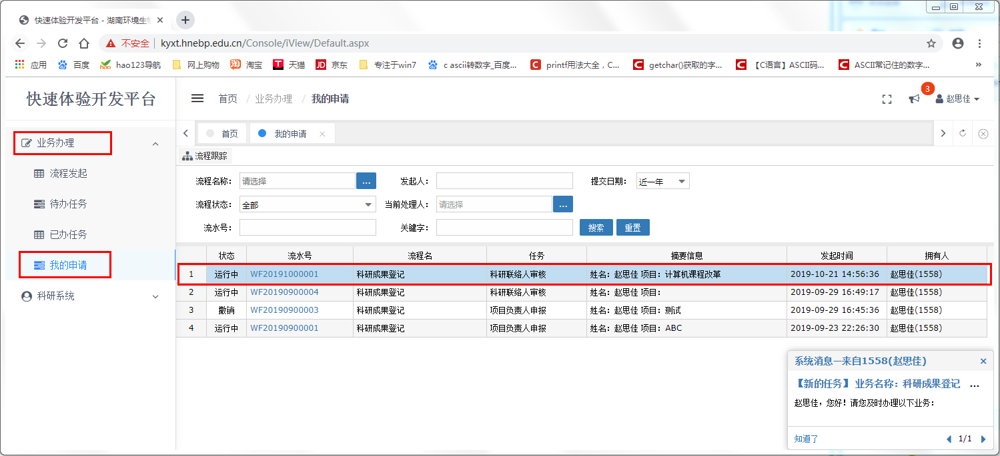 快速体验开发平台 - 湖南环境生
不安全 kyxt.hnebp.edu.cn/Console/iView/Default.aspx
应用 百度 hao123导航 网上购物 淘宝 天猫 京东 专注于win7 c ascii转数字_百度... printf用法大全，C... getchar()获取的字... 【C语言】ASCII码... ASCII常记住的数字... »
快速体验开发平台
首页 / 业务办理 / 我的申请
3
赵思佳
业务办理
流程发起
待办任务
已办任务
我的申请
科研系统
首页 我的申请
流程跟踪
流程名称： 请选择 ... 发起人： 提交日期： 近一年
流程状态： 全部 当前处理人： 请选择 ...
流水号： 关键字： 搜索 重置
状态 流水号 流程名 任务 摘要信息 发起时间 拥有人
1 运行中 WF20191000001 科研成果登记 科研联络人审核 姓名：赵思佳 项目：计算机课程改革 2019-10-21 14:56:36 赵思佳(1558)
2 运行中 WF20190900004 科研成果登记 科研联络人审核 姓名：赵思佳 项目： 2019-09-29 16:49:17 赵思佳(1558)
3 撤销 WF20190900003 科研成果登记 项目负责人申报 姓名：赵思佳 项目：测试 2019-09-29 16:45:36 赵思佳(1558)
4 运行中 WF20190900001 科研成果登记 项目负责人申报 姓名：赵思佳 项目：ABC 2019-09-23 22:26:30 赵思佳(1558)
系统消息—来自1558(赵思佳)
【新的任务】业务名称：科研成果登记 ...
赵思佳，您好！请您及时办理以下业务：
知道了 1/1